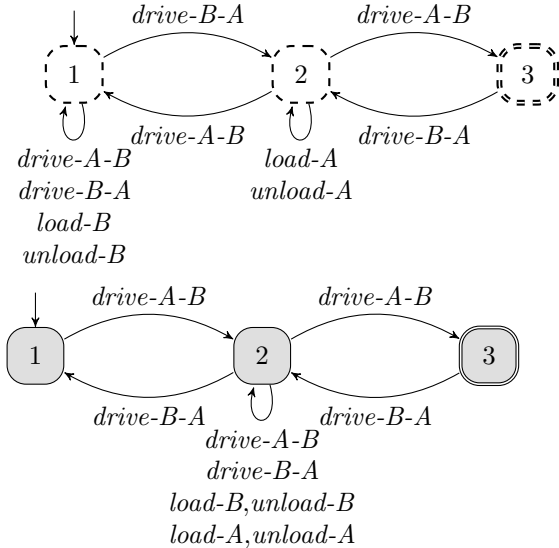 drive-B-A drive-A-B
1 2 3
drive-A-B drive-B-A
drive-A-B load-A
drive-B-A unload-A
load-B
unload-B
drive-A-B drive-A-B
1 2 3
drive-B-A drive-B-A
drive-A-B
drive-B-A
load-B,unload-B
load-A,unload-A